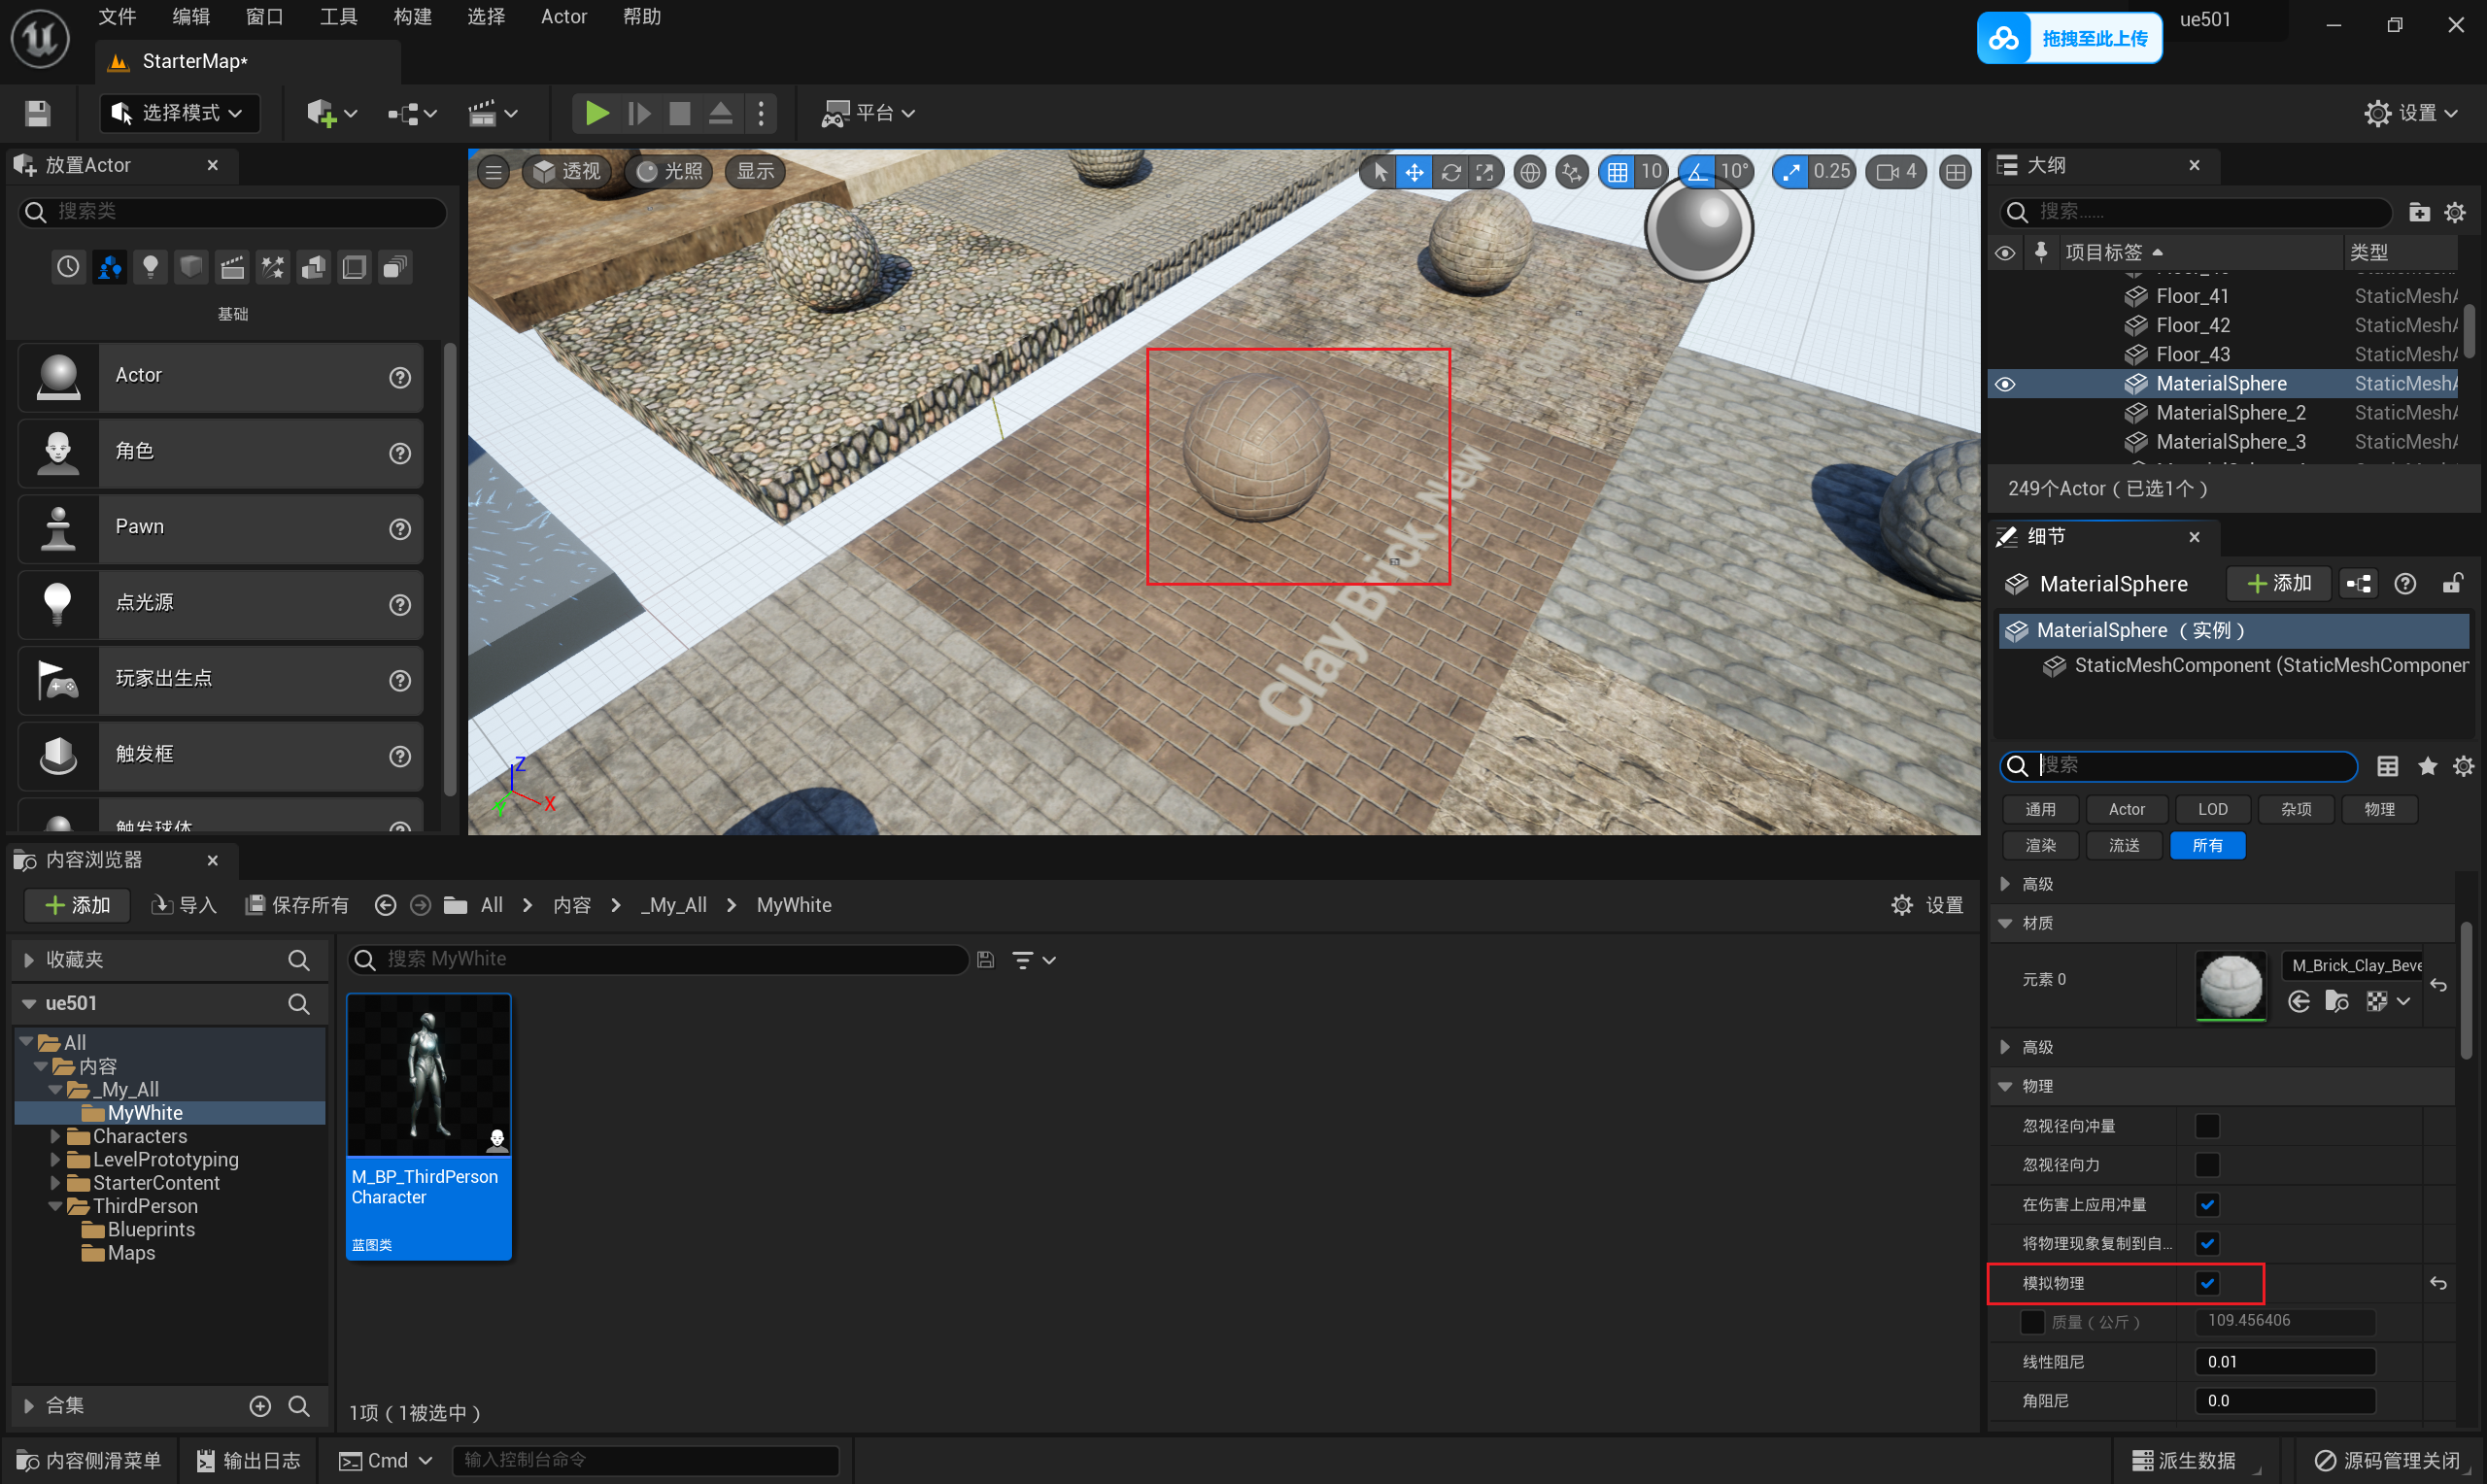 文件 编辑 窗口 工具 构建 选择 Actor 帮助
拖拽至此上传
ue501
StarterMap*
选择模式
平台
设置
放置Actor
搜索类
基础
Actor
角色
Pawn
点光源
玩家出生点
触发框
触发球体
透视
光照
显示
10
10°
0.25
4
Clay Brick, New
Z
X
Y
大纲
搜索......
项目标签
类型
Floor_41 StaticMeshA
Floor_42 StaticMeshA
Floor_43 StaticMeshA
MaterialSphere StaticMeshA
MaterialSphere_2 StaticMeshA
MaterialSphere_3 StaticMeshA
249个Actor（已选1个）
细节
MaterialSphere
添加
MaterialSphere （实例）
StaticMeshComponent (StaticMeshComponen
搜索
通用 Actor LOD 杂项 物理
渲染 流送 所有
高级
材质
元素 0
M_Brick_Clay_Beve
高级
物理
忽视径向冲量
忽视径向力
在伤害上应用冲量
将物理现象复制到自...
模拟物理
质量（公斤） 109.456406
线性阻尼 0.01
角阻尼 0.0
内容浏览器
添加 导入 保存所有 All 内容 _My_All MyWhite
设置
收藏夹
搜索 MyWhite
ue501
All
内容
_My_All
MyWhite
Characters
LevelPrototyping
StarterContent
ThirdPerson
Blueprints
Maps
合集
M_BP_ThirdPerson
Character
蓝图类
1项（1被选中）
内容侧滑菜单 输出日志 Cmd 输入控制台命令
派生数据 源码管理关闭